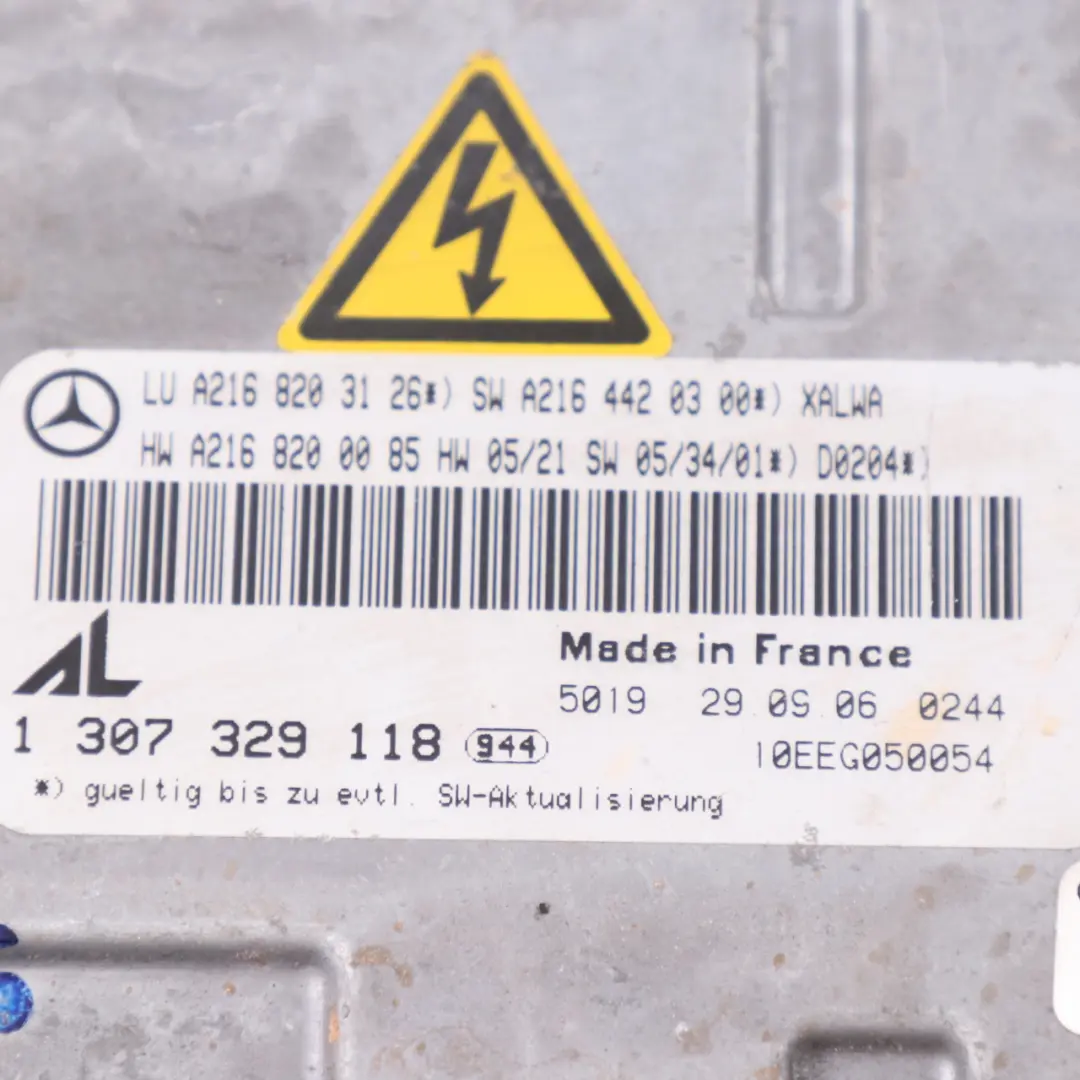 LU A216 820 31 26*) SW A216 442 03 00*) XALWA
HW A216 820 00 85 HW 05/21 SW 05/34/01*) D0204*)
AL
Made in France
5019 29.09.06 0244
1 307 329 118 944
10EEG050054
*) gueltig bis zu evtl. SW-Aktualisierung